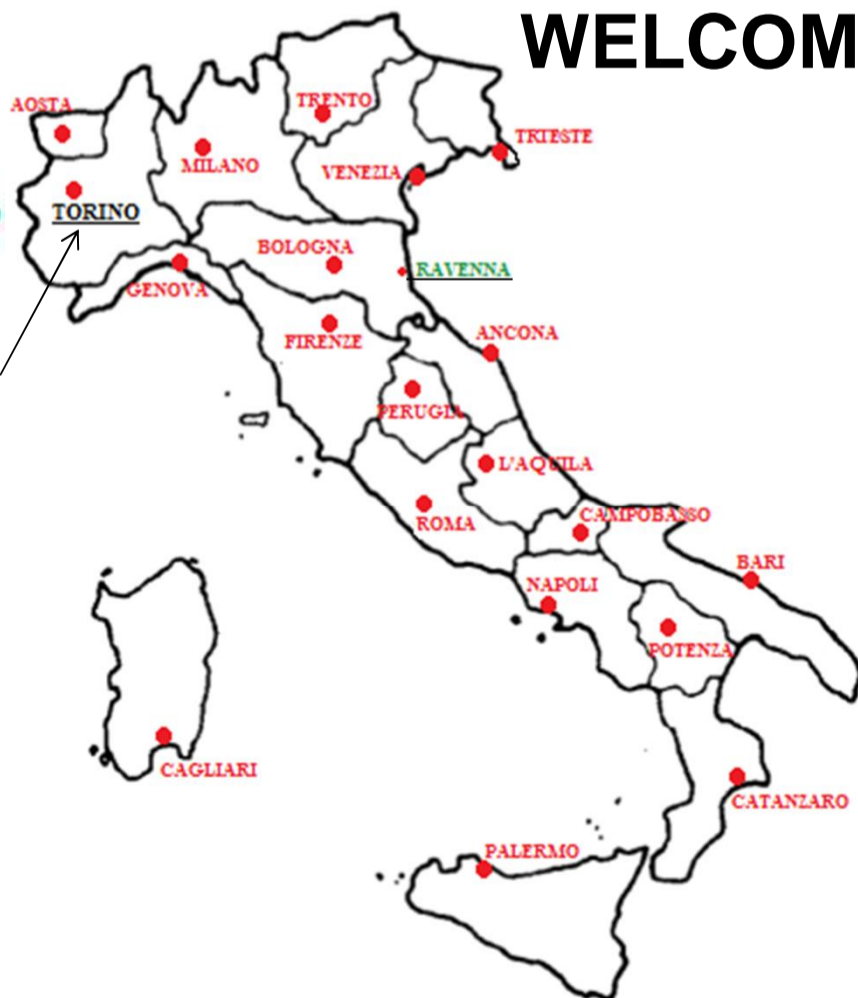 WELCOM
AOSTA
TRENTO
TRIESTE
MILANO
VENEZIA
TORINO
BOLOGNA
RAVENNA
GENOVA
ANCONA
FIRENZE
PERUGIA
L'AQUILA
CAMPOBASSO
ROMA
BARI
NAPOLI
POTENZA
CAGLIARI
CATANZARO
PALERMO